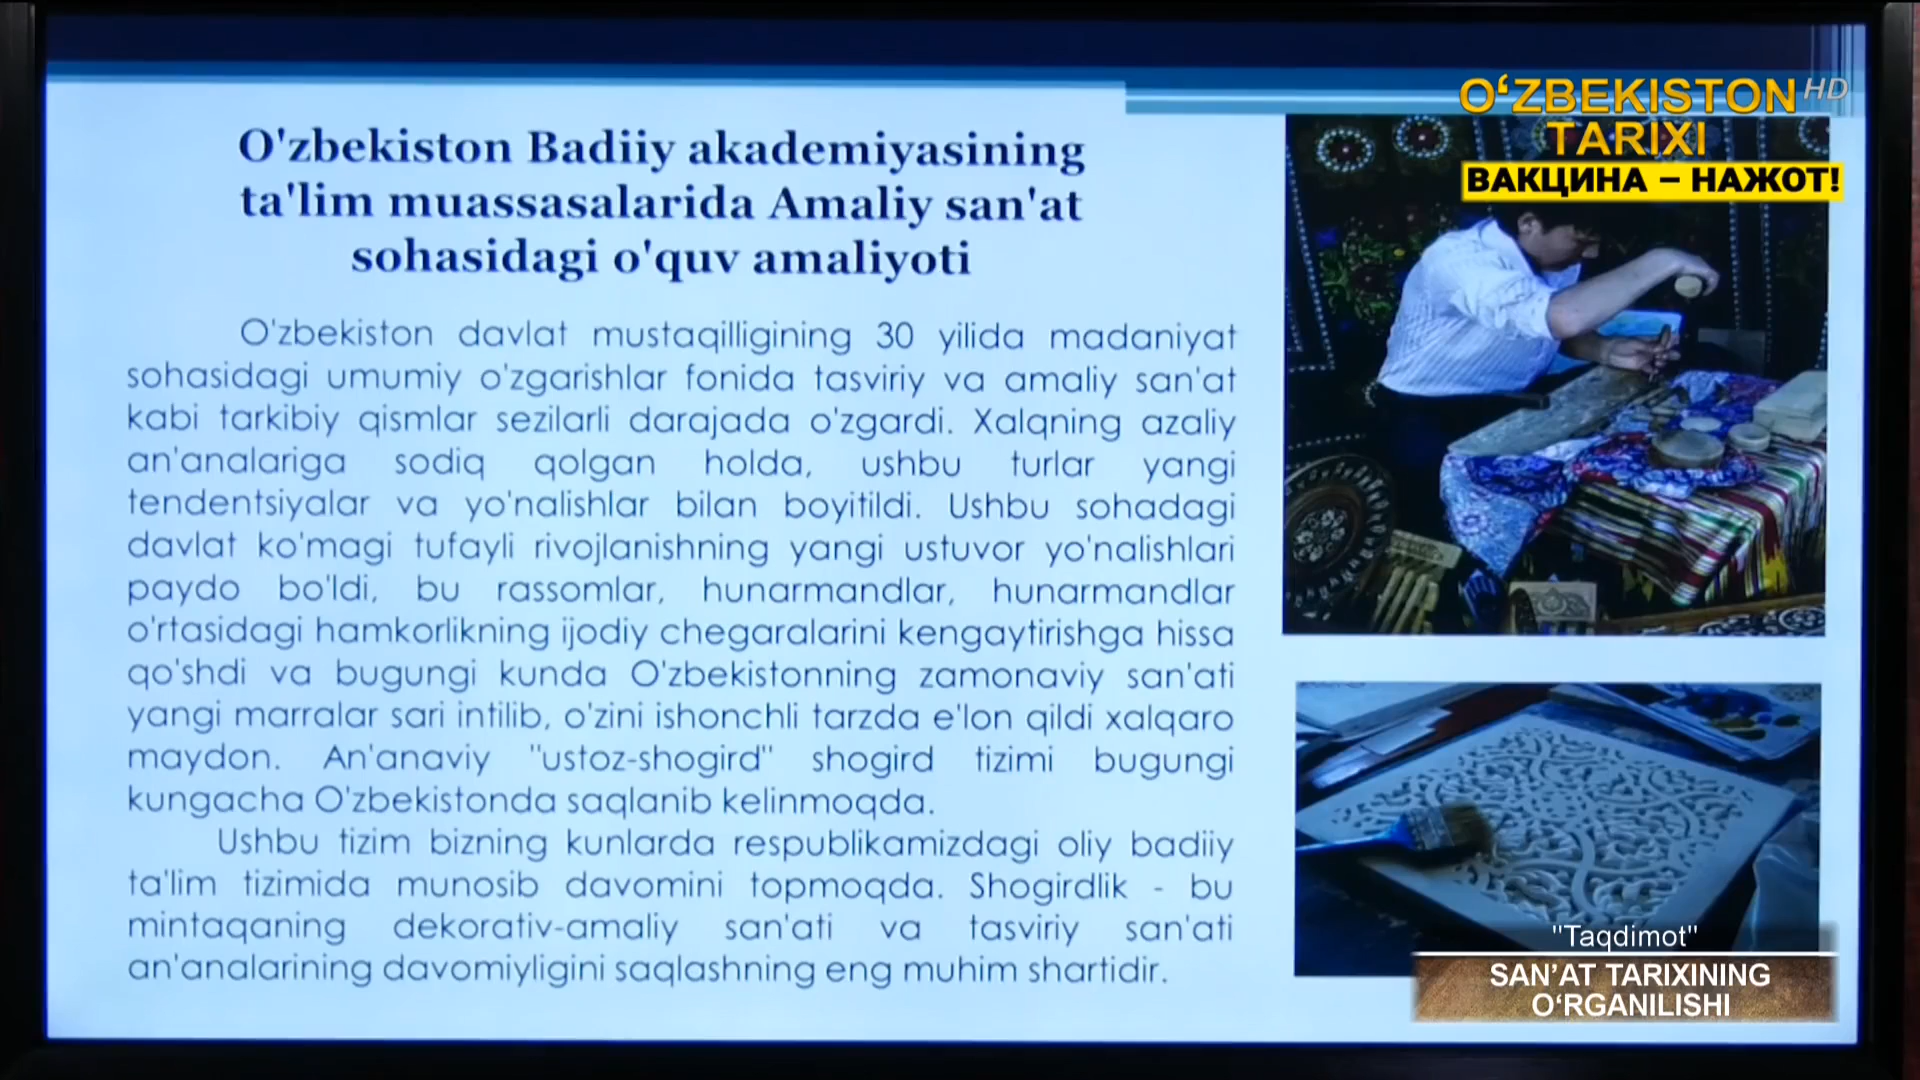 O'zbekiston Badiiy akademiyasining
ta'lim muassasalarida Amaliy san'at
sohasidagi o'quv amaliyoti
O'zbekiston davlat mustaqilligining 30 yilida madaniyat
sohasidagi umumiy o'zgarishlar fonida tasviriy va amaliy san'at
kabi tarkibiy qismlar sezilarli darajada o'zgardi. Xalqning azaliy
an'analariga sodiq qolgan holda, ushbu turlar yangi
tendentsiyalar va yo'nalishlar bilan boyitildi. Ushbu sohadagi
davlat ko'magi tufayli rivojlanishning yangi ustuvor yo'nalishlari
paydo bo'ldi, bu rassomlar, hunarmandlar, hunarmandlar
o'rtasidagi hamkorlikning ijodiy chegaralarini kengaytirishga hissa
qo'shdi va bugungi kunda O'zbekistonning zamonaviy san'ati
yangi marralar sari intilib, o'zini ishonchli tarzda e'lon qildi xalqaro
maydon. An'anaviy "ustoz-shogird" shogird tizimi bugungi
kungacha O'zbekistonda saqlanib kelinmoqda.
Ushbu tizim bizning kunlarda respublikamizdagi oliy badiiy
ta'lim tizimida munosib davomini topmoqda. Shogirdlik - bu
mintaqaning dekorativ-amaliy san'ati va tasviriy san'ati
an'analarining davomiyligini saqlashning eng muhim shartidir.
O‘ZBEKISTON HD
TARIXI
ВАКЦИНА – НАЖОТ!
"Taqdimot"
SAN’AT TARIXINING
O‘RGANILISHI